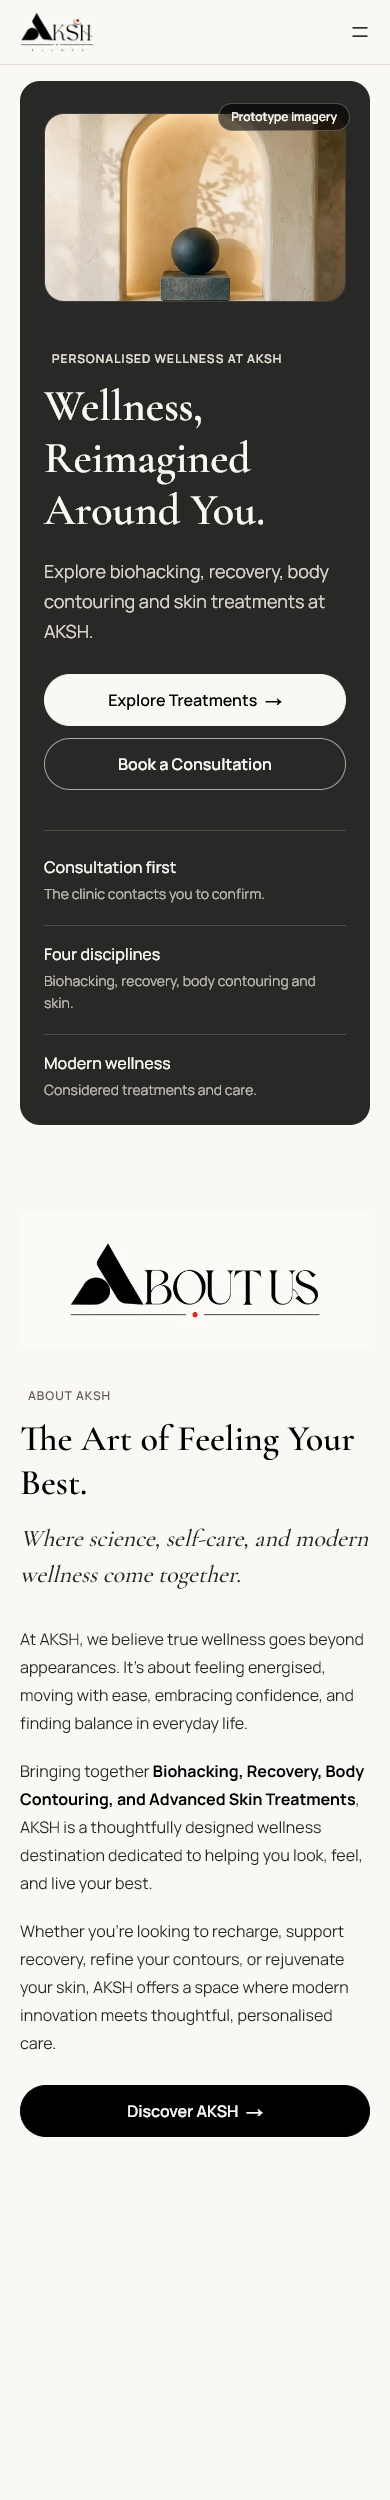 AKSH
Prototype imagery
PERSONALISED WELLNESS AT AKSH
Wellness,
Reimagined
Around You.
Explore biohacking, recovery, body
contouring and skin treatments at
AKSH.
Explore Treatments →
Book a Consultation
Consultation first
The clinic contacts you to confirm.
Four disciplines
Biohacking, recovery, body contouring and
skin.
Modern wellness
Considered treatments and care.
ABOUT US
ABOUT AKSH
The Art of Feeling Your
Best.
Where science, self-care, and modern
wellness come together.
At AKSH, we believe true wellness goes beyond
appearances. It's about feeling energised,
moving with ease, embracing confidence, and
finding balance in everyday life.
Bringing together Biohacking, Recovery, Body
Contouring, and Advanced Skin Treatments,
AKSH is a thoughtfully designed wellness
destination dedicated to helping you look, feel,
and live your best.
Whether you're looking to recharge, support
recovery, refine your contours, or rejuvenate
your skin, AKSH offers a space where modern
innovation meets thoughtful, personalised
care.
Discover AKSH →